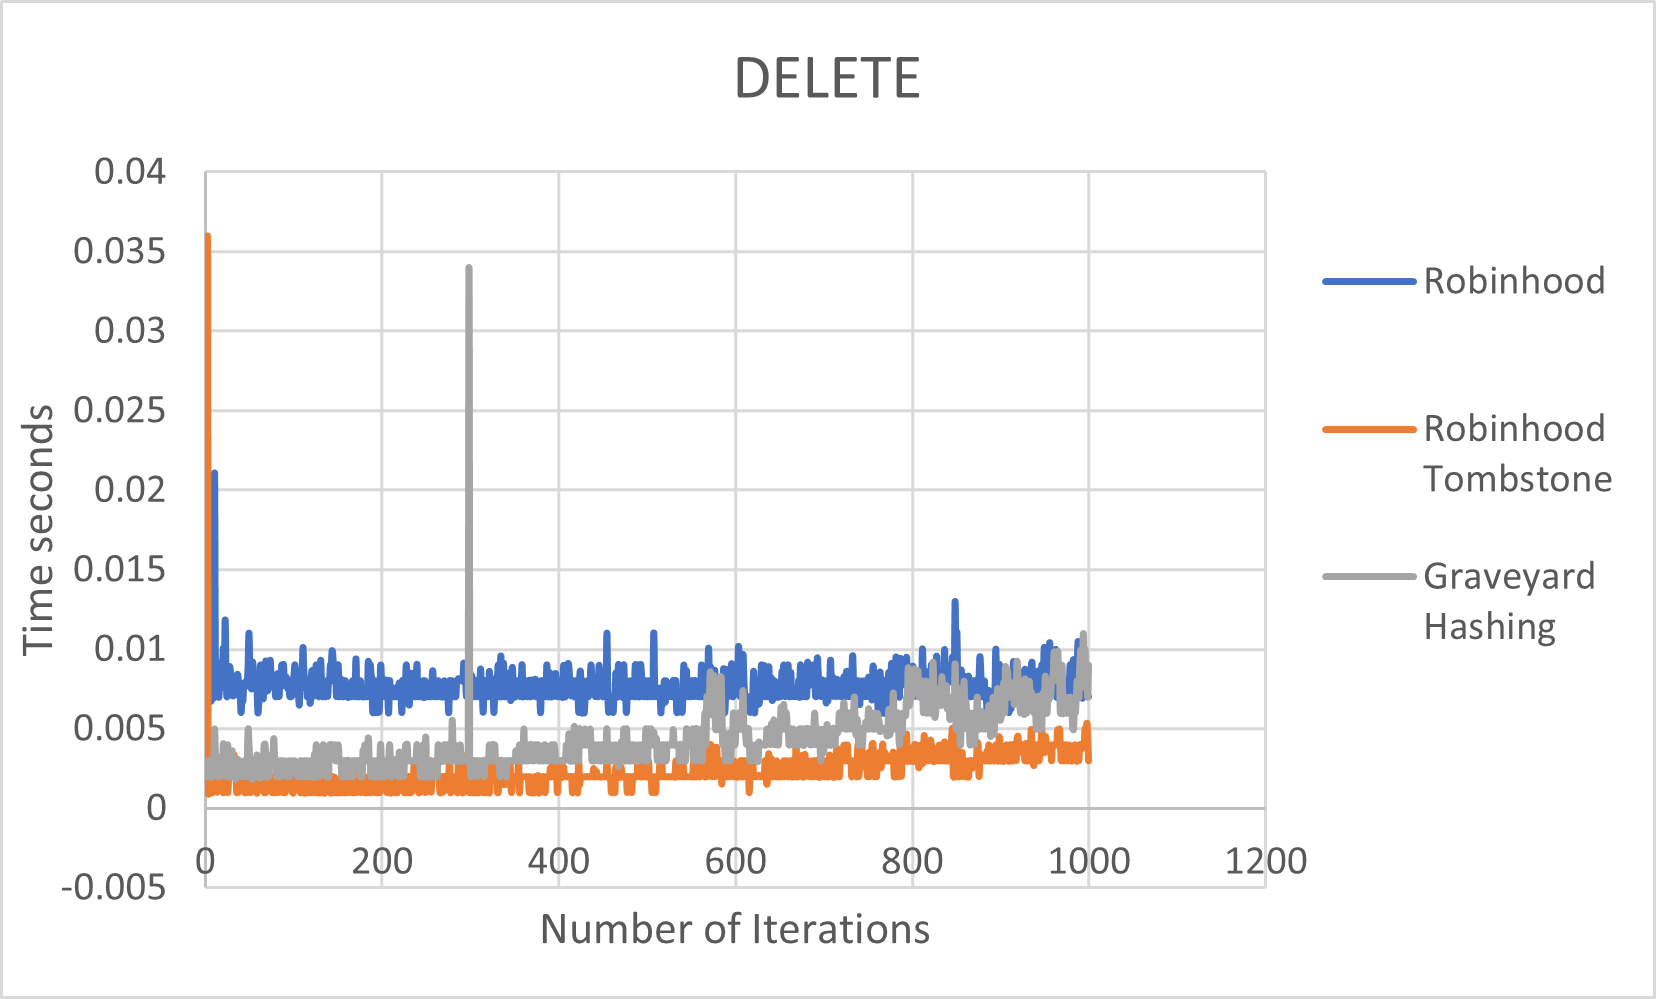 DELETE
0.04
0.035
0.03
0.025
0.02
0.015
0.01
0.005
0
-0.005
Time seconds
0 200 400 600 800 1000 1200
Number of Iterations
Robinhood
Robinhood
Tombstone
Graveyard
Hashing